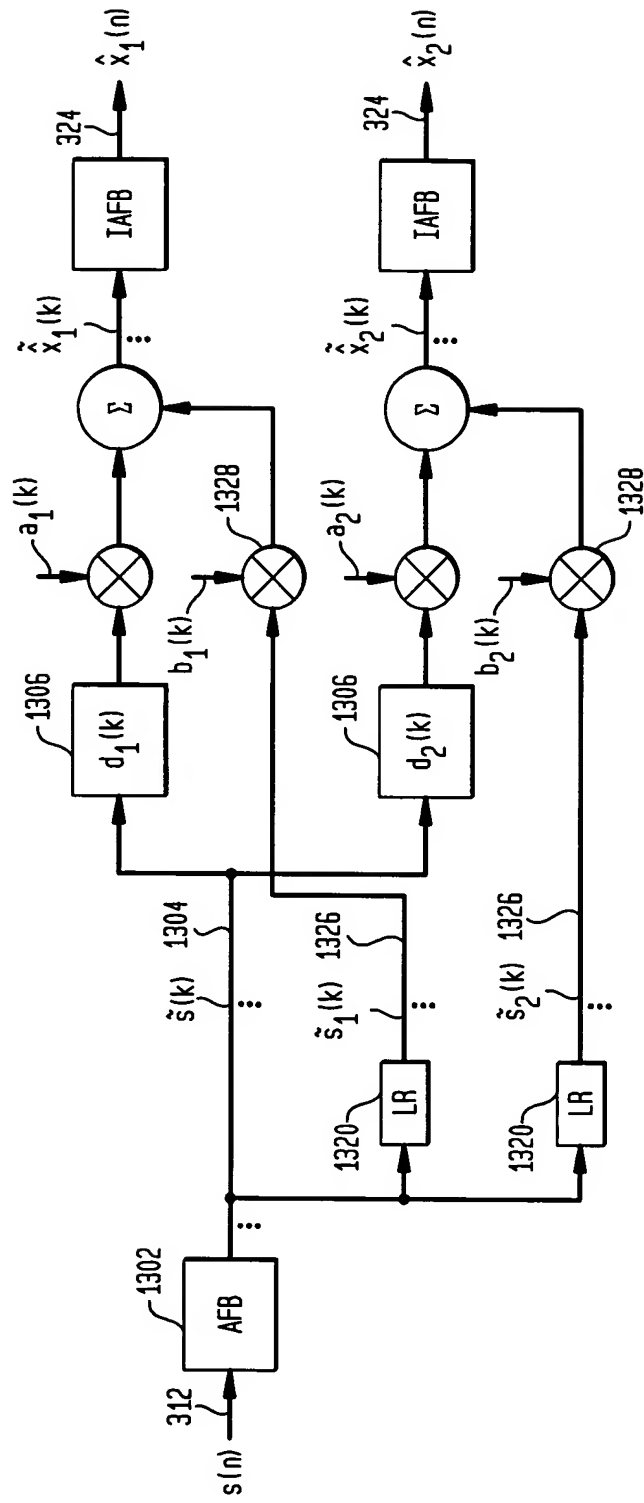 s(n)
312
AFB
1302
...
s̃(k)
1304
...
1306
d₁(k)
a₁(k)
Σ
x̃̂₁(k)
...
IAFB
324
x̂₁(n)
b₁(k)
1328
1320
LR
s̃₁(k)
1326
...
1306
d₂(k)
a₂(k)
Σ
x̃̂₂(k)
...
IAFB
324
x̂₂(n)
b₂(k)
1328
1320
LR
s̃₂(k)
1326
...